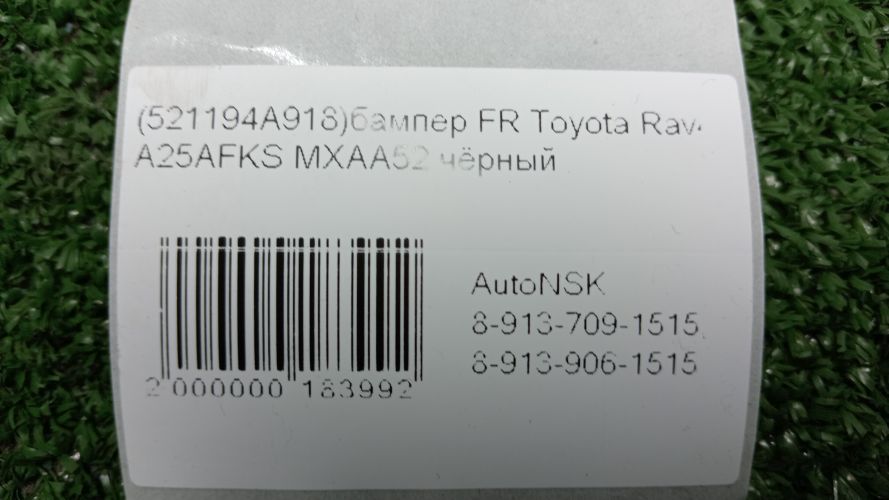 (521194A918)бампер FR Toyota Rav4
A25AFKS MXAA52 чёрный
AutoNSK
8-913-709-1515
8-913-906-1515
2 000000 183992